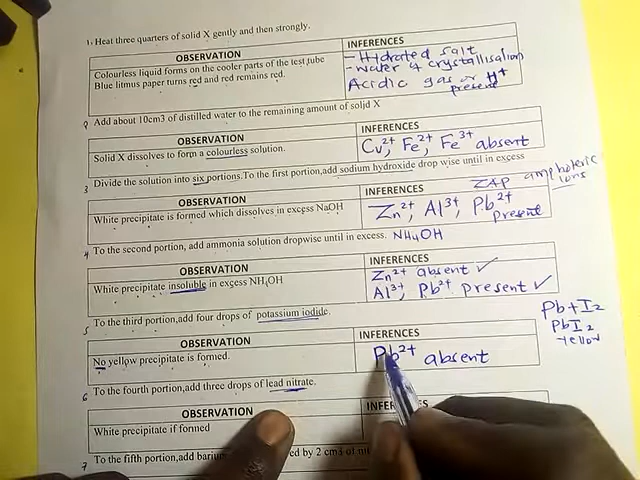 1. Heat three quarters of solid X gently and then strongly.
OBSERVATION
INFERENCES
Colourless liquid forms on the cooler parts of the test tube
Blue litmus paper turns red and red remains red.
- Hydrated salt
- Water of crystallisation
Acidic gas or H+
present
Add about 10cm3 of distilled water to the remaining amount of solid X
OBSERVATION
INFERENCES
Solid X dissolves to form a colourless solution.
Cu2+, Fe2+, Fe3+ absent
3 Divide the solution into six portions. To the first portion,add sodium hydroxide drop wise until in excess
OBSERVATION
INFERENCES
ZAP amphoteric
ions
White precipitate is formed which dissolves in excess NaOH
Zn2+, Al3+, Pb2+
present
4 To the second portion, add ammonia solution dropwise until in excess. NH4OH
OBSERVATION
INFERENCES
White precipitate insoluble in excess NH4OH
Zn2+ absent ✓
Al3+, Pb2+ present ✓
5 To the third portion, add four drops of potassium iodide.
OBSERVATION
INFERENCES
No yellow precipitate is formed.
Pb2+ absent
Pb + I2
PbI2
Yellow
6 To the fourth portion, add three drops of lead nitrate.
OBSERVATION
White precipitate if formed
7 To the fifth portion,add
by 2 cm3 of